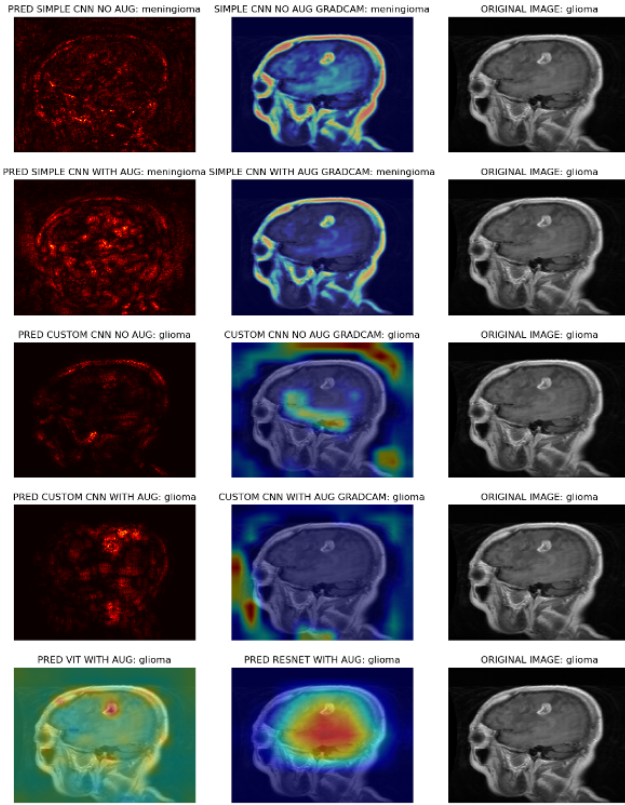 PRED SIMPLE CNN NO AUG: meningioma
SIMPLE CNN NO AUG GRADCAM: meningioma
ORIGINAL IMAGE: glioma
PRED SIMPLE CNN WITH AUG: meningioma
SIMPLE CNN WITH AUG GRADCAM: meningioma
ORIGINAL IMAGE: glioma
PRED CUSTOM CNN NO AUG: glioma
CUSTOM CNN NO AUG GRADCAM: glioma
ORIGINAL IMAGE: glioma
PRED CUSTOM CNN WITH AUG: glioma
CUSTOM CNN WITH AUG GRADCAM: glioma
ORIGINAL IMAGE: glioma
PRED VIT WITH AUG: glioma
PRED RESNET WITH AUG: glioma
ORIGINAL IMAGE: glioma